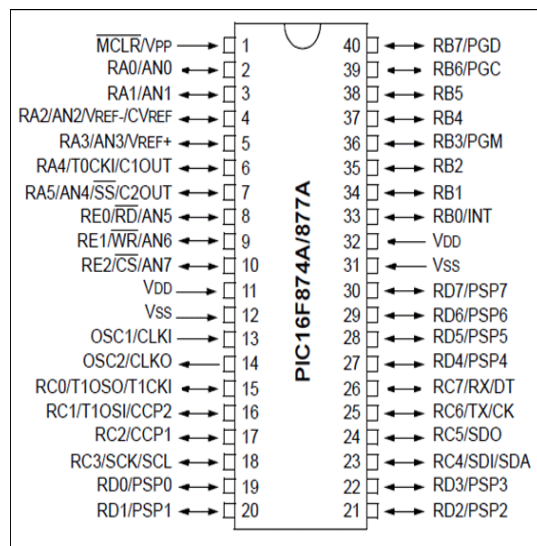 MCLR/VPP 1 40 RB7/PGD
RA0/AN0 2 39 RB6/PGC
RA1/AN1 3 38 RB5
RA2/AN2/VREF-/CVREF 4 37 RB4
RA3/AN3/VREF+ 5 36 RB3/PGM
RA4/T0CKI/C1OUT 6 35 RB2
RA5/AN4/SS/C2OUT 7 34 RB1
RE0/RD/AN5 8 33 RB0/INT
RE1/WR/AN6 9 32 VDD
RE2/CS/AN7 10 31 VSS
VDD 11 30 RD7/PSP7
VSS 12 29 RD6/PSP6
OSC1/CLKI 13 28 RD5/PSP5
OSC2/CLKO 14 27 RD4/PSP4
RC0/T1OSO/T1CKI 15 26 RC7/RX/DT
RC1/T1OSI/CCP2 16 25 RC6/TX/CK
RC2/CCP1 17 24 RC5/SDO
RC3/SCK/SCL 18 23 RC4/SDI/SDA
RD0/PSP0 19 22 RD3/PSP3
RD1/PSP1 20 21 RD2/PSP2
PIC16F874A/877A